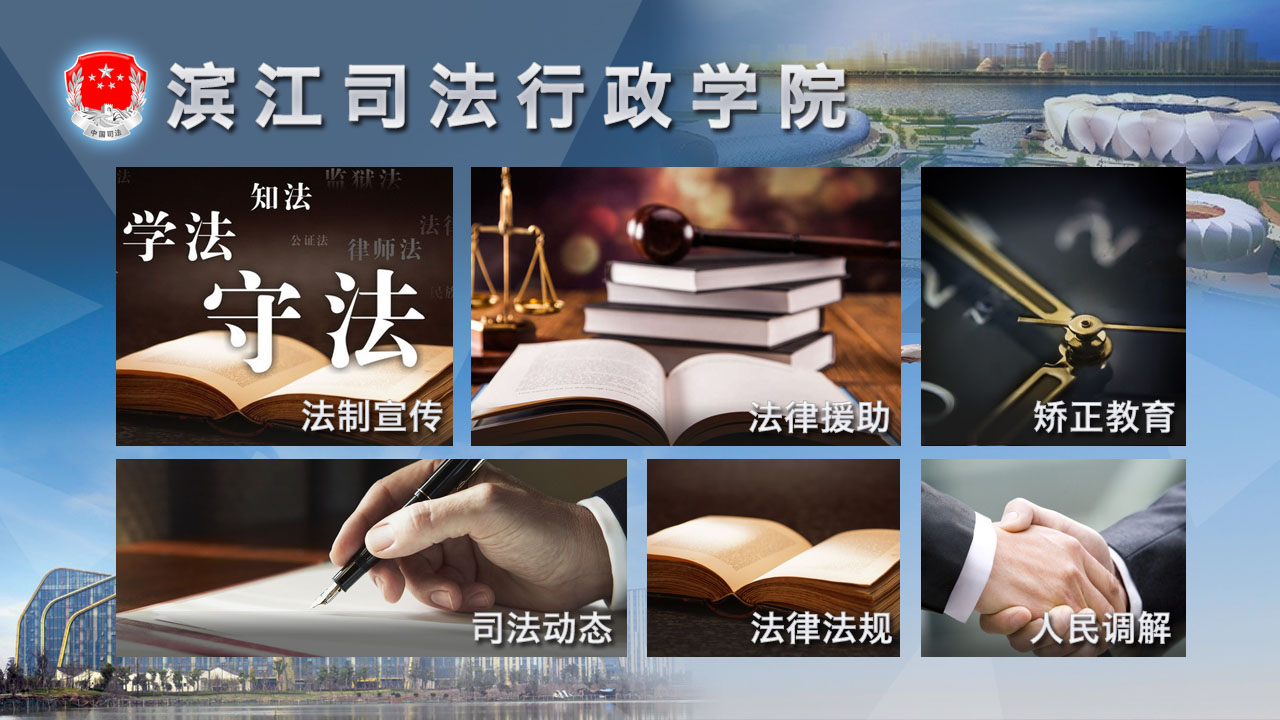 滨江司法行政学院
中国司法
监狱法
知法
学法
公证法
律师法
守法
法制宣传
法律援助
矫正教育
2
司法动态
法律法规
人民调解